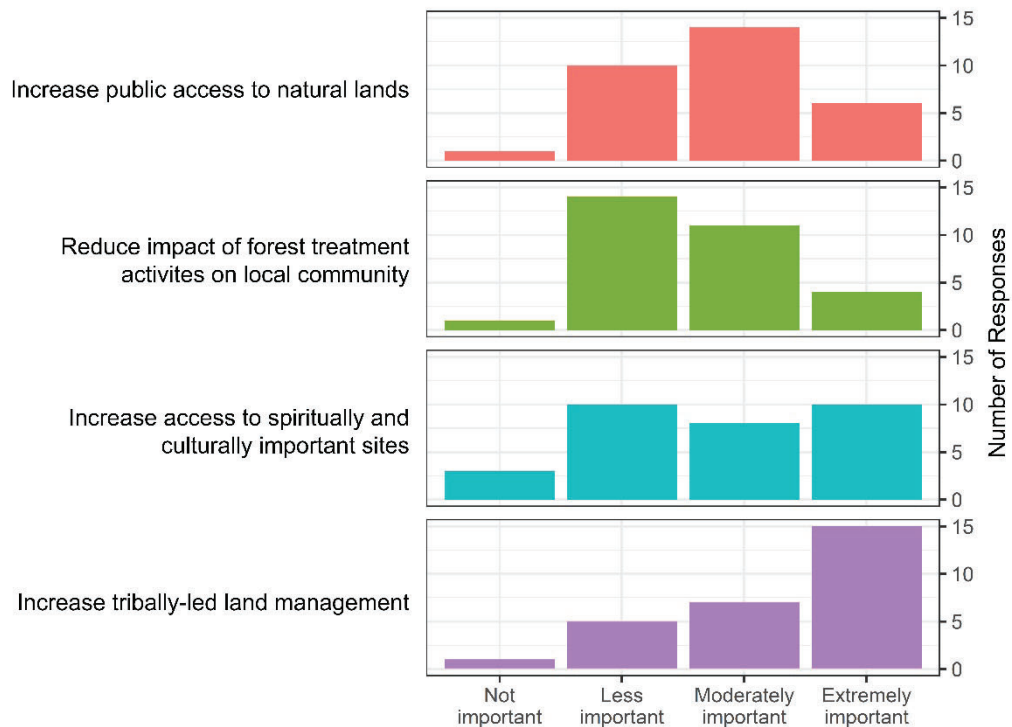 Increase public access to natural lands
15
10
5
0
Reduce impact of forest treatment
activites on local community
15
10
5
0
Increase access to spiritually and
culturally important sites
15
10
5
0
Increase tribally-led land management
15
10
5
0
Number of Responses
Not
important
Less
important
Moderately
important
Extremely
important